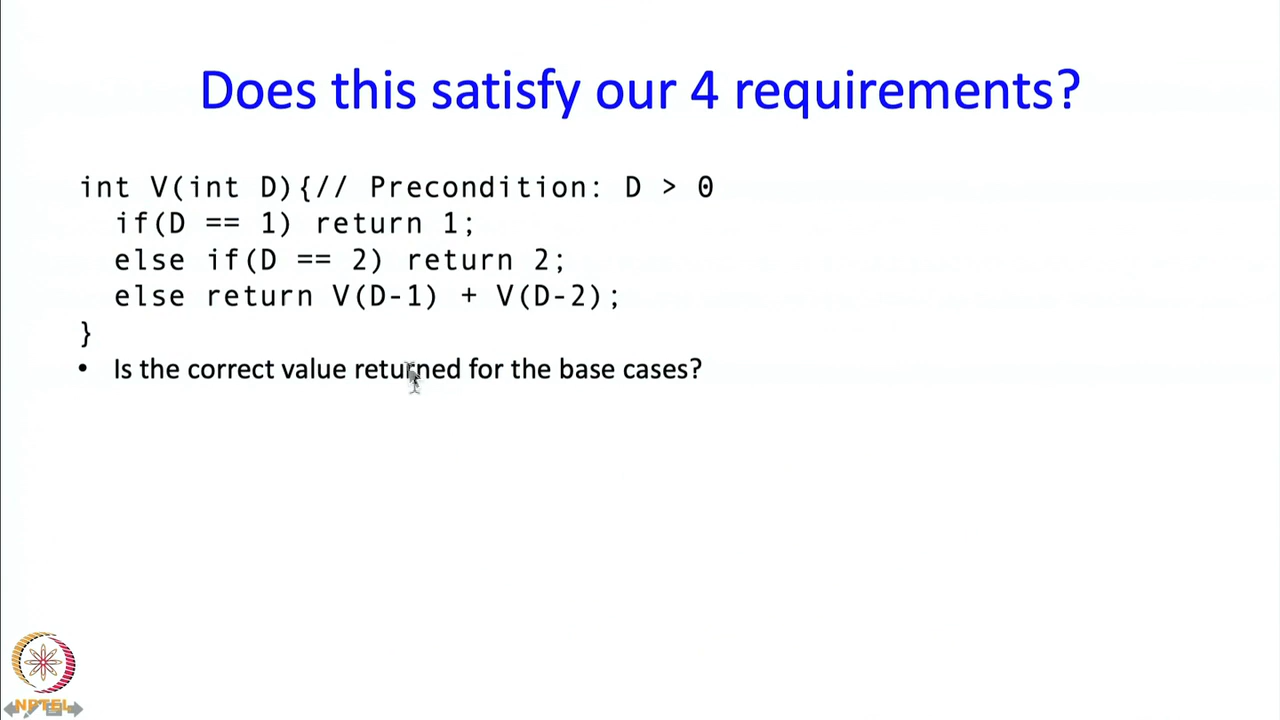 Does this satisfy our 4 requirements?
int V(int D){// Precondition: D > 0
if(D == 1) return 1;
else if(D == 2) return 2;
else return V(D-1) + V(D-2);
}
• Is the correct value returned for the base cases?
NPTEL